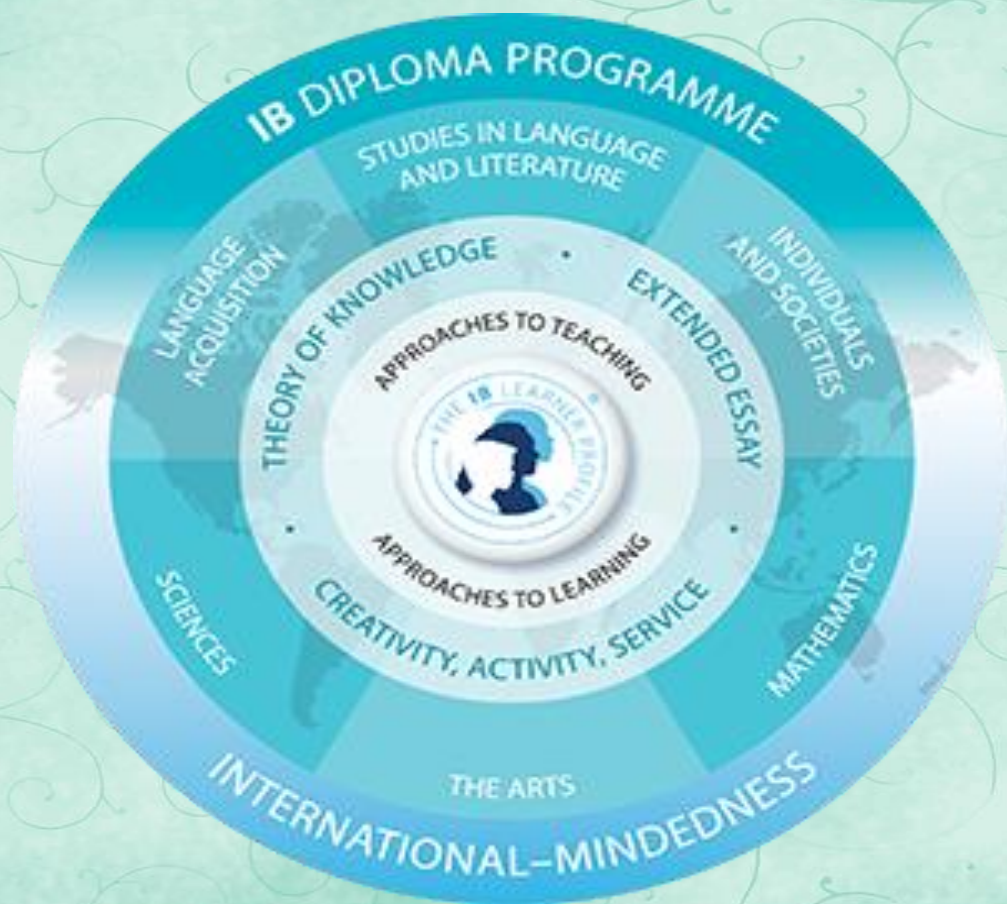 IB DIPLOMA PROGRAMME
STUDIES IN LANGUAGE
AND LITERATURE
LANGUAGE
ACQUISITION
INDIVIDUALS
AND SOCIETIES
THEORY OF KNOWLEDGE
EXTENDED ESSAY
APPROACHES TO TEACHING
THE IB LEARNER PROFILE
APPROACHES TO LEARNING
CREATIVITY, ACTIVITY, SERVICE
SCIENCES
MATHEMATICS
THE ARTS
INTERNATIONAL–MINDEDNESS